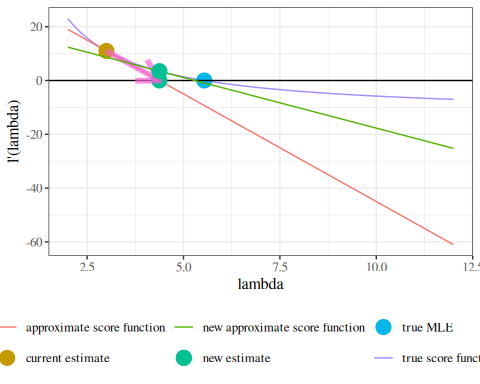 20
0
-20
-40
-60
l'(lambda)
2.5 5.0 7.5 10.0 12.5
lambda
approximate score function new approximate score function true MLE
current estimate new estimate true score funct